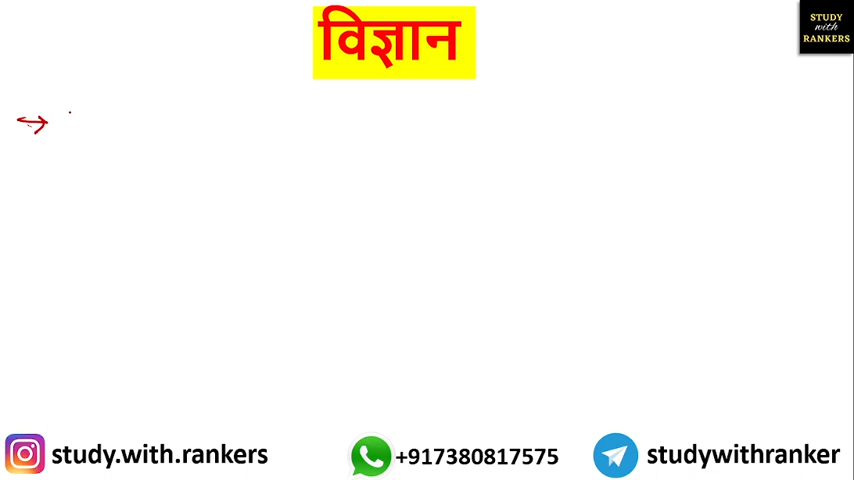 विज्ञान
STUDY
with
RANKERS
study.with.rankers
+917380817575
studywithranker